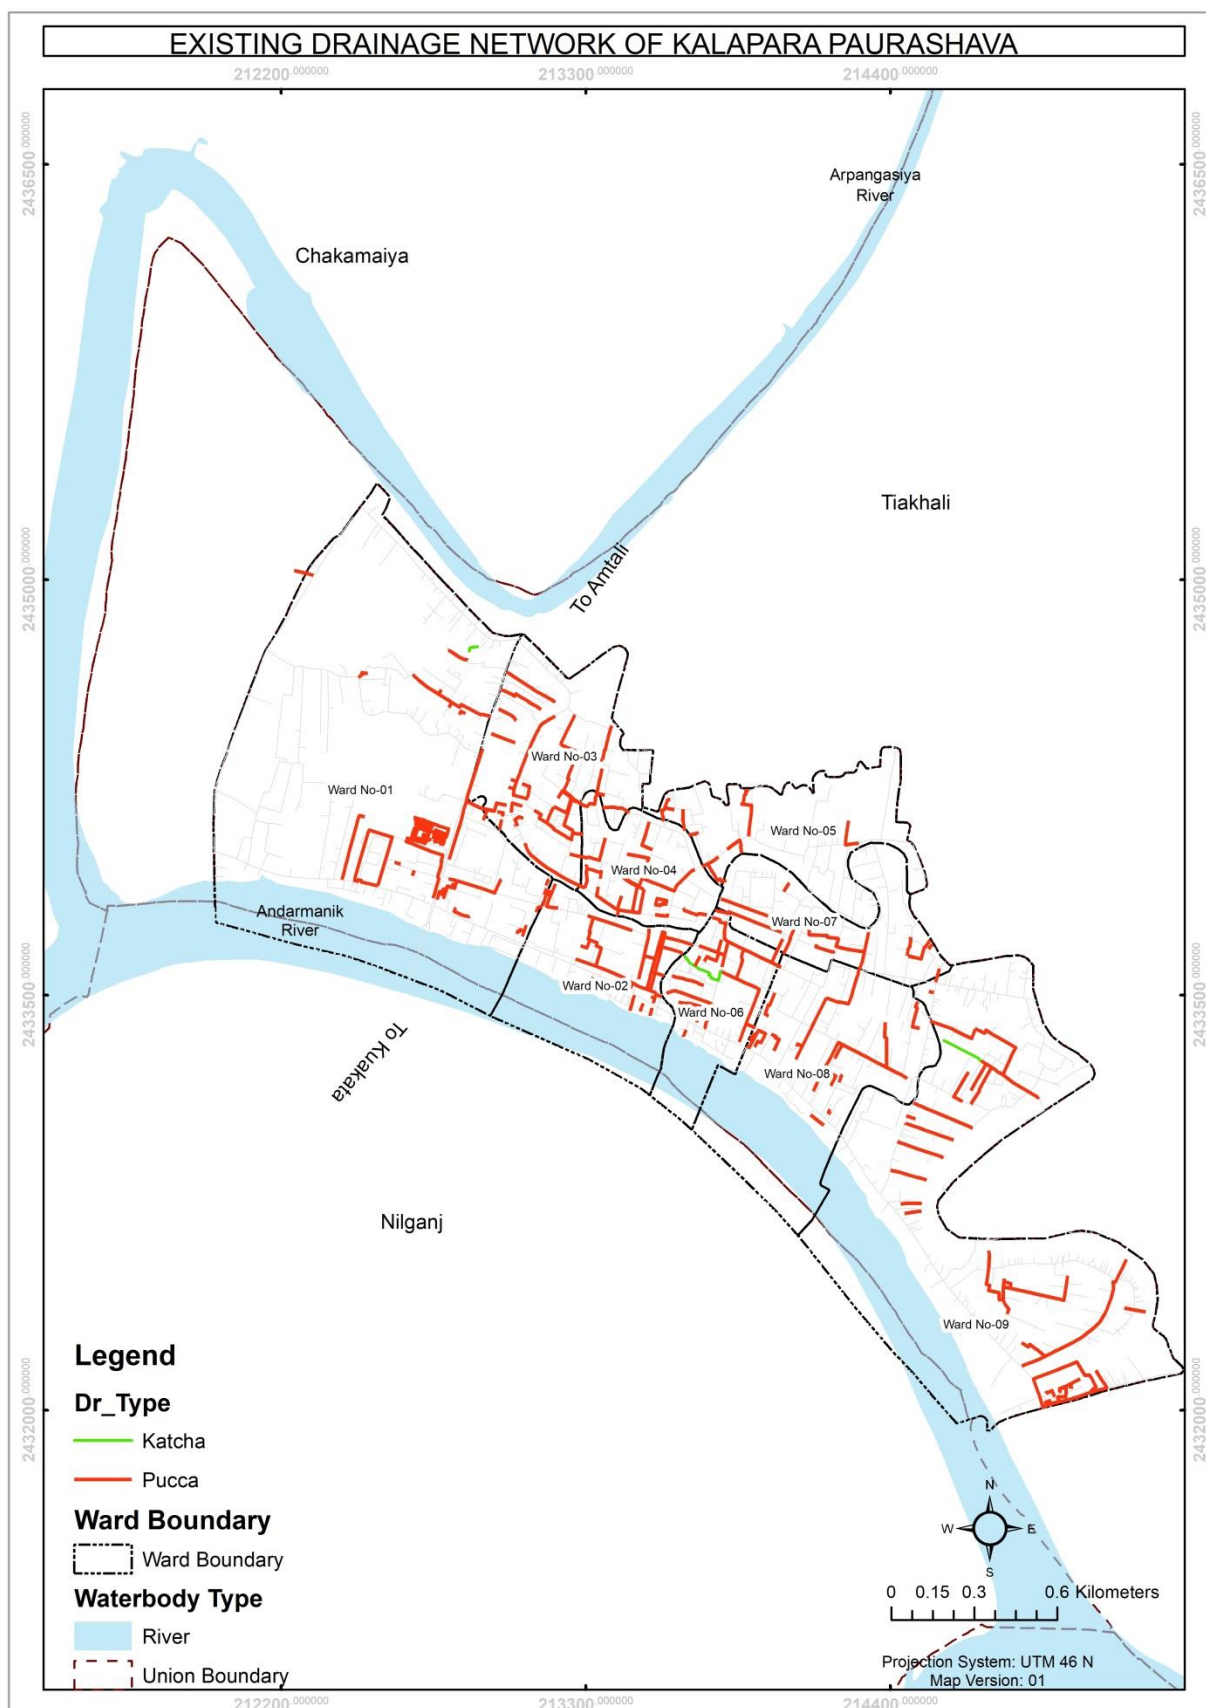 EXISTING DRAINAGE NETWORK OF KALAPARA PAURASHAVA
212200.000000
213300.000000
214400.000000
2436500.000000
2436500.000000
Arpangasiya
River
Chakamaiya
Tiakhali
2435000.000000
2435000.000000
To Amtali
Ward No-03
Ward No-01
Ward No-05
Ward No-04
Andarmanik
River
Ward No-07
2433500.000000
2433500.000000
Ward No-02
Ward No-06
To Kuakata
Ward No-08
Nilganj
Ward No-09
2432000.000000
2432000.000000
Legend
Dr_Type
Katcha
Pucca
Ward Boundary
Ward Boundary
Waterbody Type
River
Union Boundary
N
W
E
S
0 0.15 0.3 0.6 Kilometers
Projection System: UTM 46 N
Map Version: 01
212200.000000
213300.000000
214400.000000